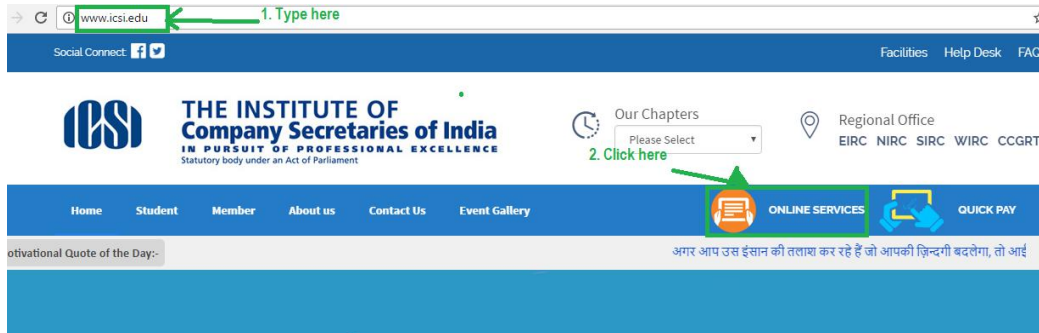 www.icsi.edu
1. Type here
Social Connect:
Facilities Help Desk FAQ
ICSI
THE INSTITUTE OF
Company Secretaries of India
IN PURSUIT OF PROFESSIONAL EXCELLENCE
Statutory body under an Act of Parliament
Our Chapters
Please Select
Regional Office
EIRC NIRC SIRC WIRC CCGRT
2. Click here
Home Student Member About us Contact Us Event Gallery ONLINE SERVICES QUICK PAY
otivational Quote of the Day:-
अगर आप उस इंसान की तलाश कर रहे हैं जो आपकी ज़िन्दगी बदलेगा, तो आई